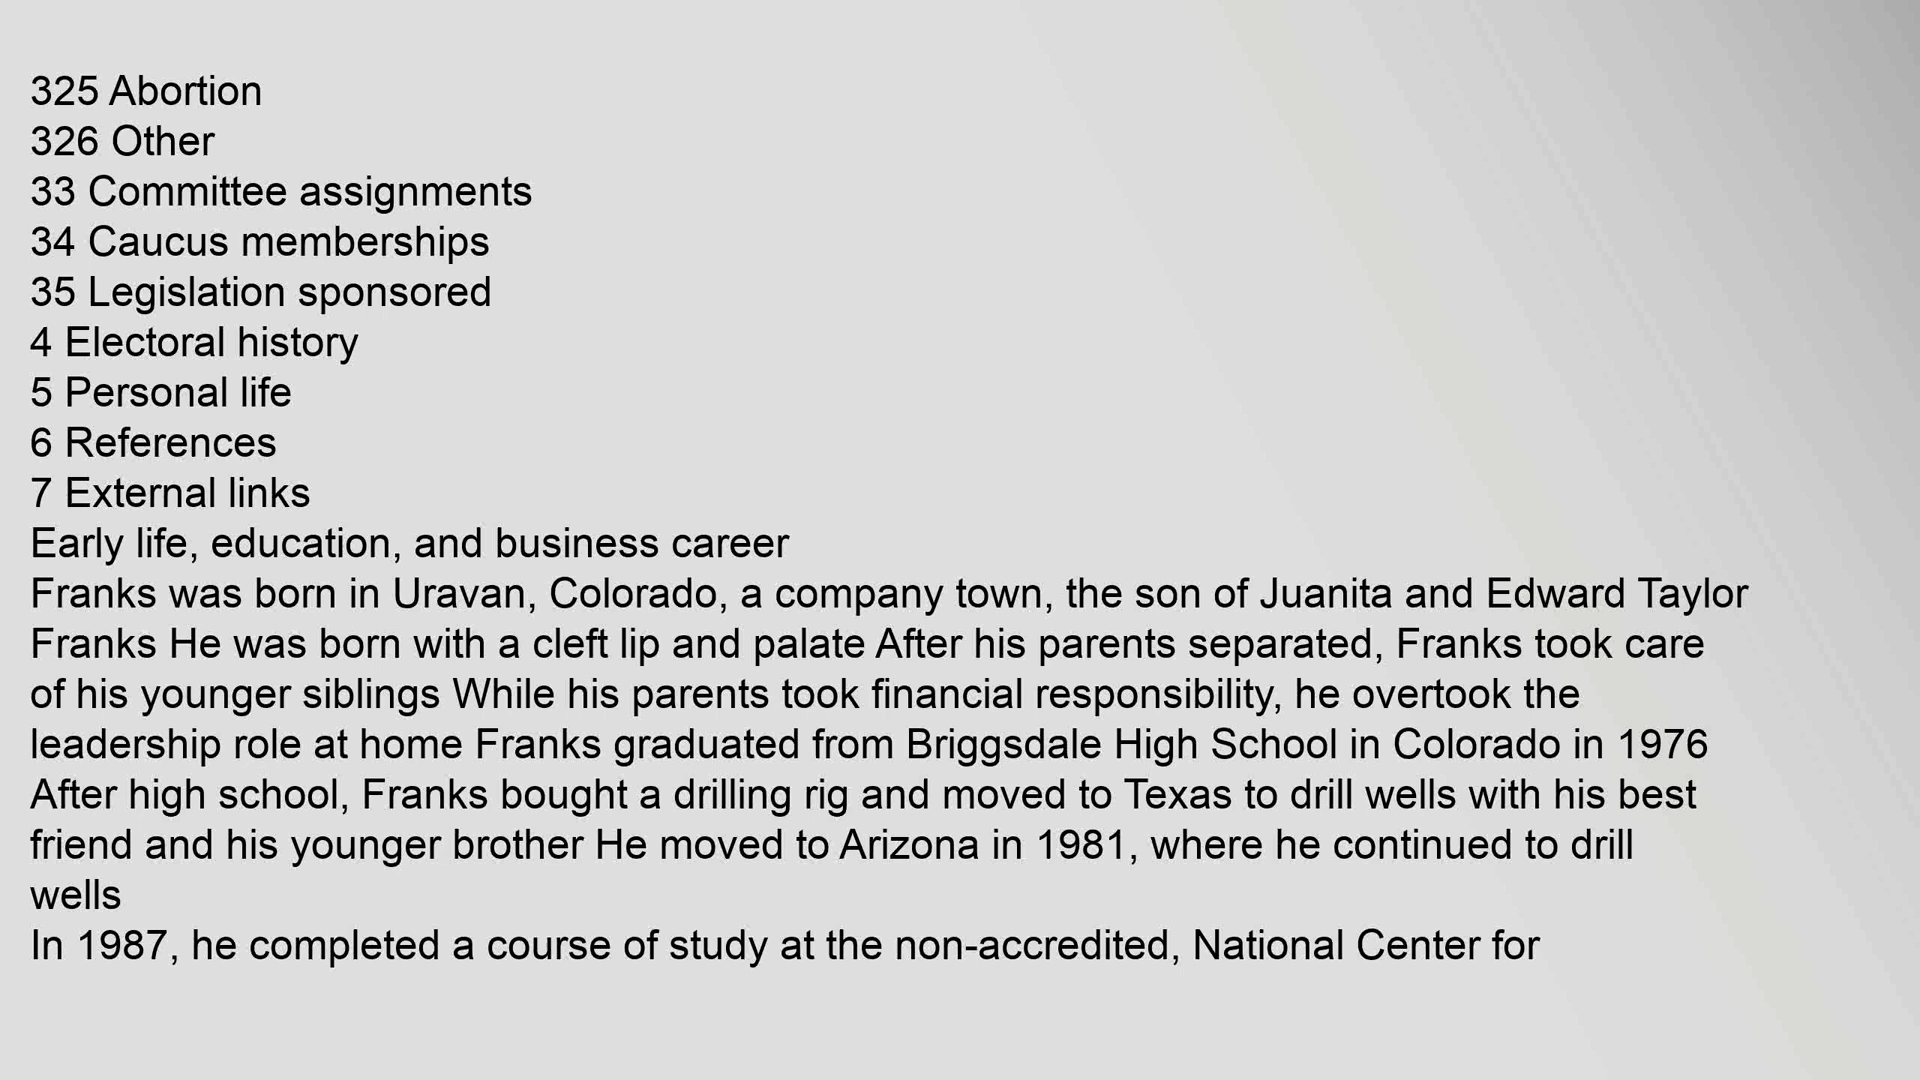 325 Abortion
326 Other
33 Committee assignments
34 Caucus memberships
35 Legislation sponsored
4 Electoral history
5 Personal life
6 References
7 External links
Early life, education, and business career
Franks was born in Uravan, Colorado, a company town, the son of Juanita and Edward Taylor
Franks He was born with a cleft lip and palate After his parents separated, Franks took care
of his younger siblings While his parents took financial responsibility, he overtook the
leadership role at home Franks graduated from Briggsdale High School in Colorado in 1976
After high school, Franks bought a drilling rig and moved to Texas to drill wells with his best
friend and his younger brother He moved to Arizona in 1981, where he continued to drill
wells
In 1987, he completed a course of study at the non-accredited, National Center for